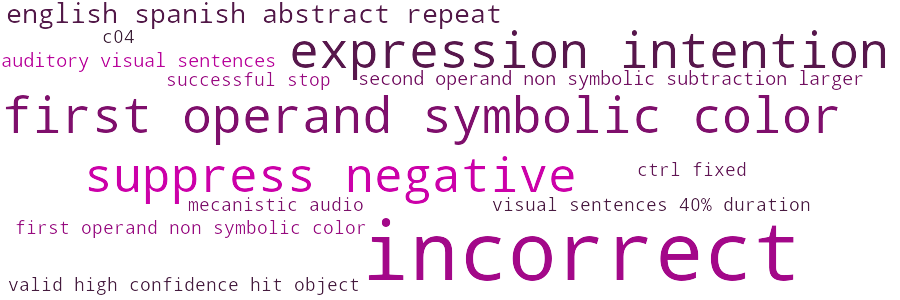 english spanish abstract repeat
c04
expression intention
auditory visual sentences
successful stop
second operand non symbolic subtraction larger
first operand symbolic color
suppress negative
ctrl fixed
mecanistic audio
visual sentences 40% duration
first operand non symbolic color
incorrect
valid high confidence hit object